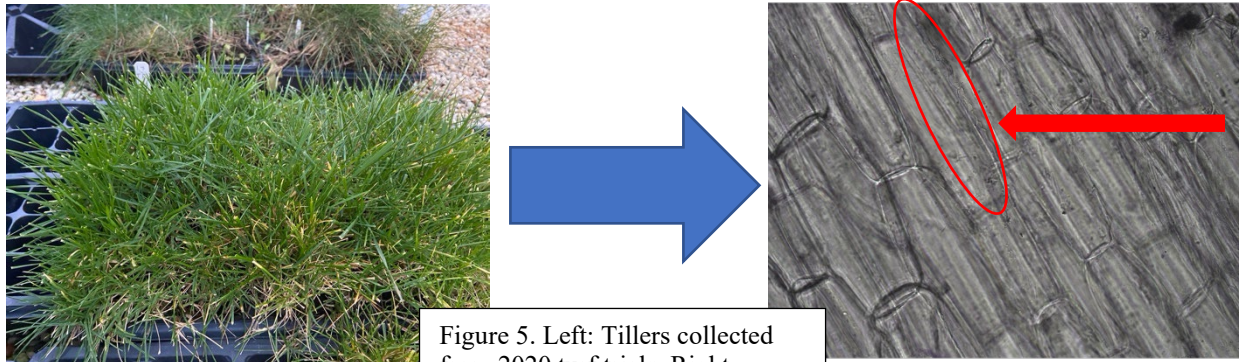 Figure 5. Left: Tillers collected
from 2020 turf trials. Right